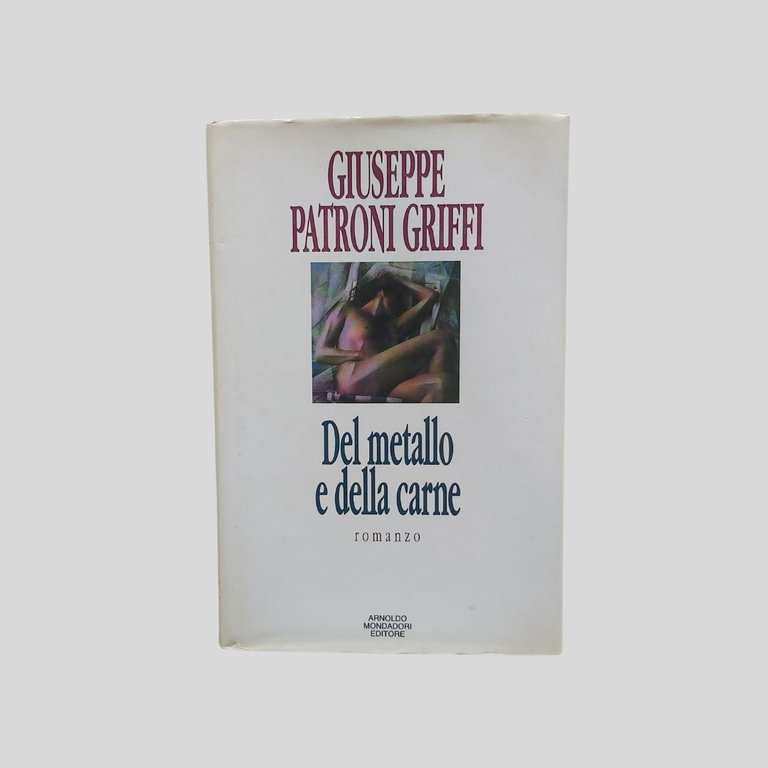 GIUSEPPE
PATRONI GRIFFI
Del metallo
e della carne
romanzo
ARNOLDO
MONDADORI
EDITORE